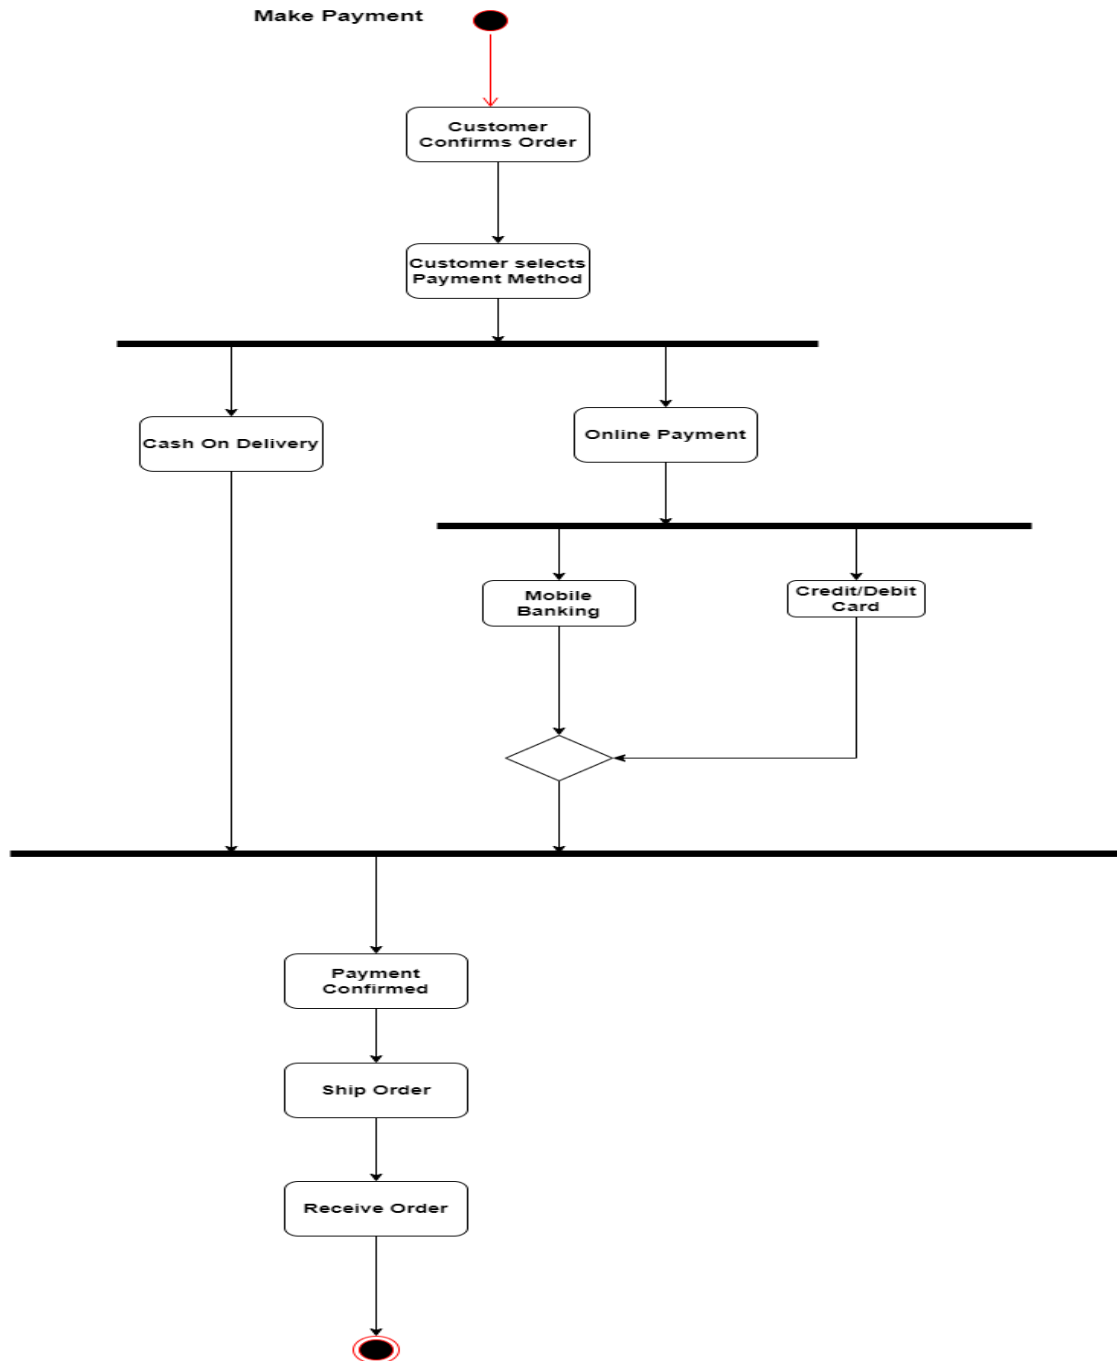 Make Payment
Customer
Confirms Order
Customer selects
Payment Method
Cash On Delivery
Online Payment
Mobile
Banking
Credit/Debit
Card
Payment
Confirmed
Ship Order
Receive Order